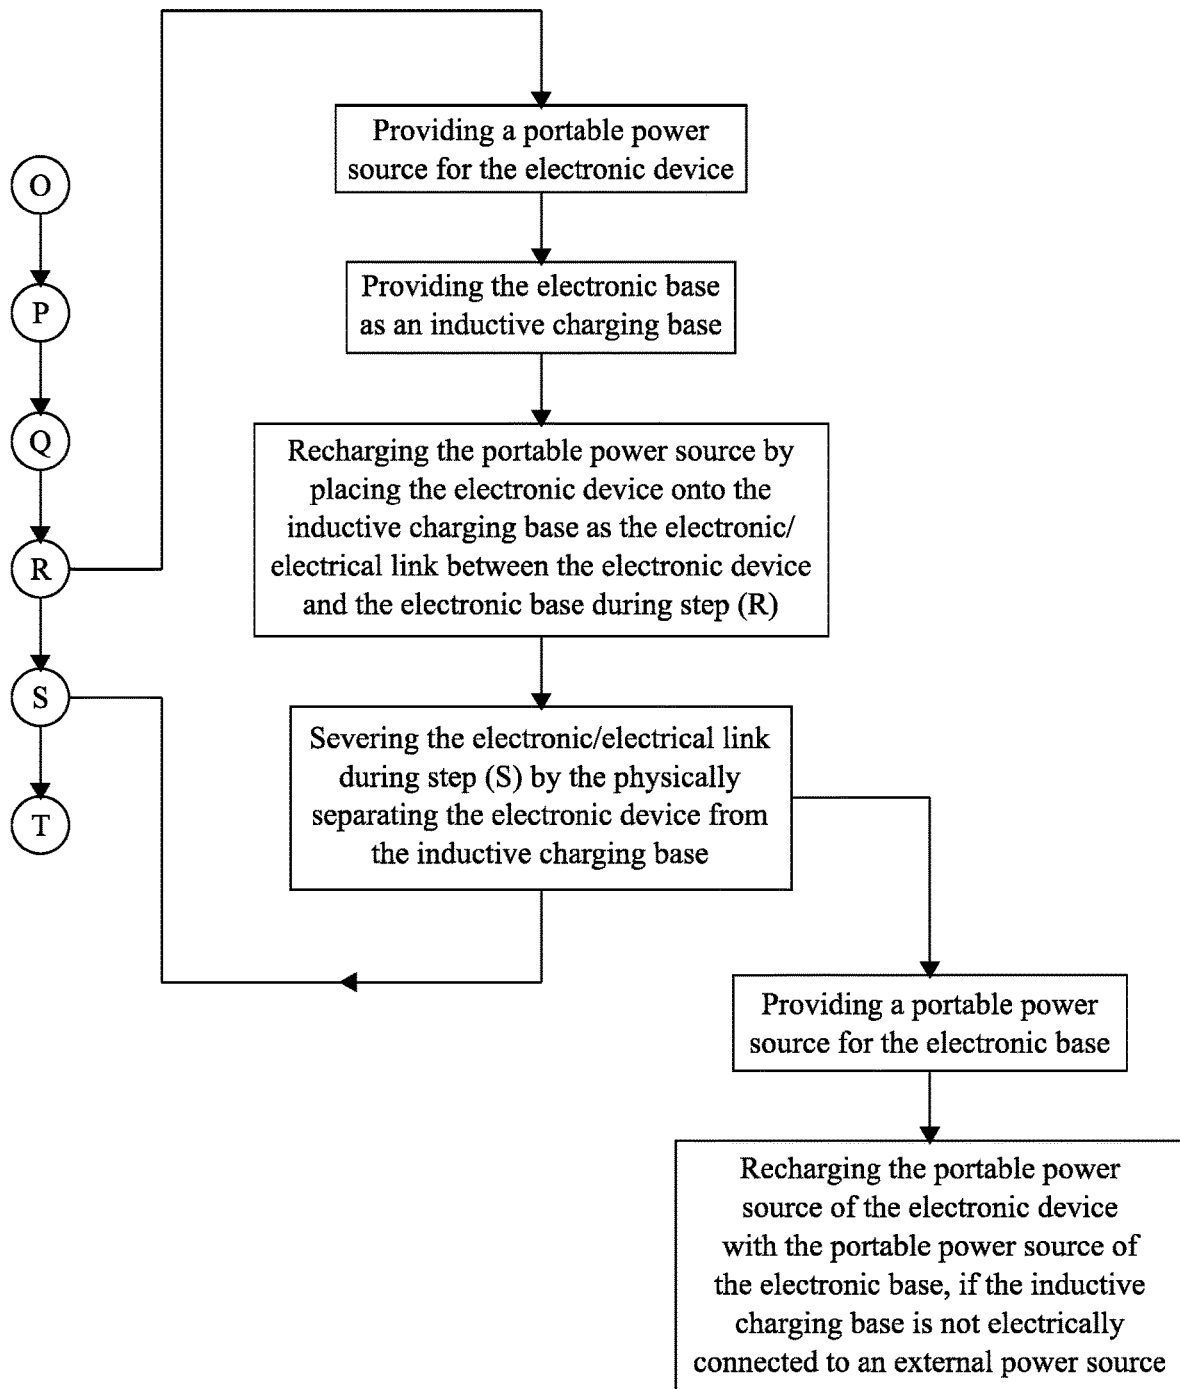 O
P
Q
R
S
T
Providing a portable power
source for the electronic device
Providing the electronic base
as an inductive charging base
Recharging the portable power source by
placing the electronic device onto the
inductive charging base as the electronic/
electrical link between the electronic device
and the electronic base during step (R)
Severing the electronic/electrical link
during step (S) by the physically
separating the electronic device from
the inductive charging base
Providing a portable power
source for the electronic base
Recharging the portable power
source of the electronic device
with the portable power source of
the electronic base, if the inductive
charging base is not electrically
connected to an external power source